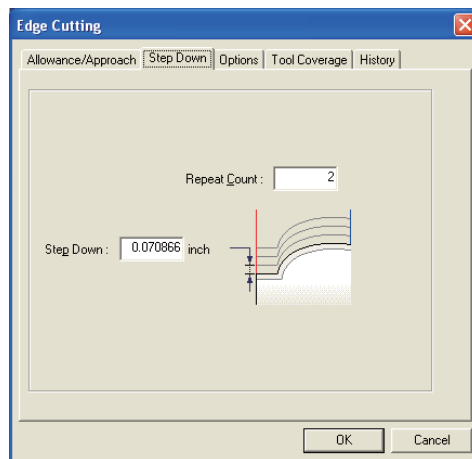 Edge Cutting
Allowance/Approach Step Down Options Tool Coverage History
Repeat Count : 2
Step Down : 0.070866 inch
OK Cancel